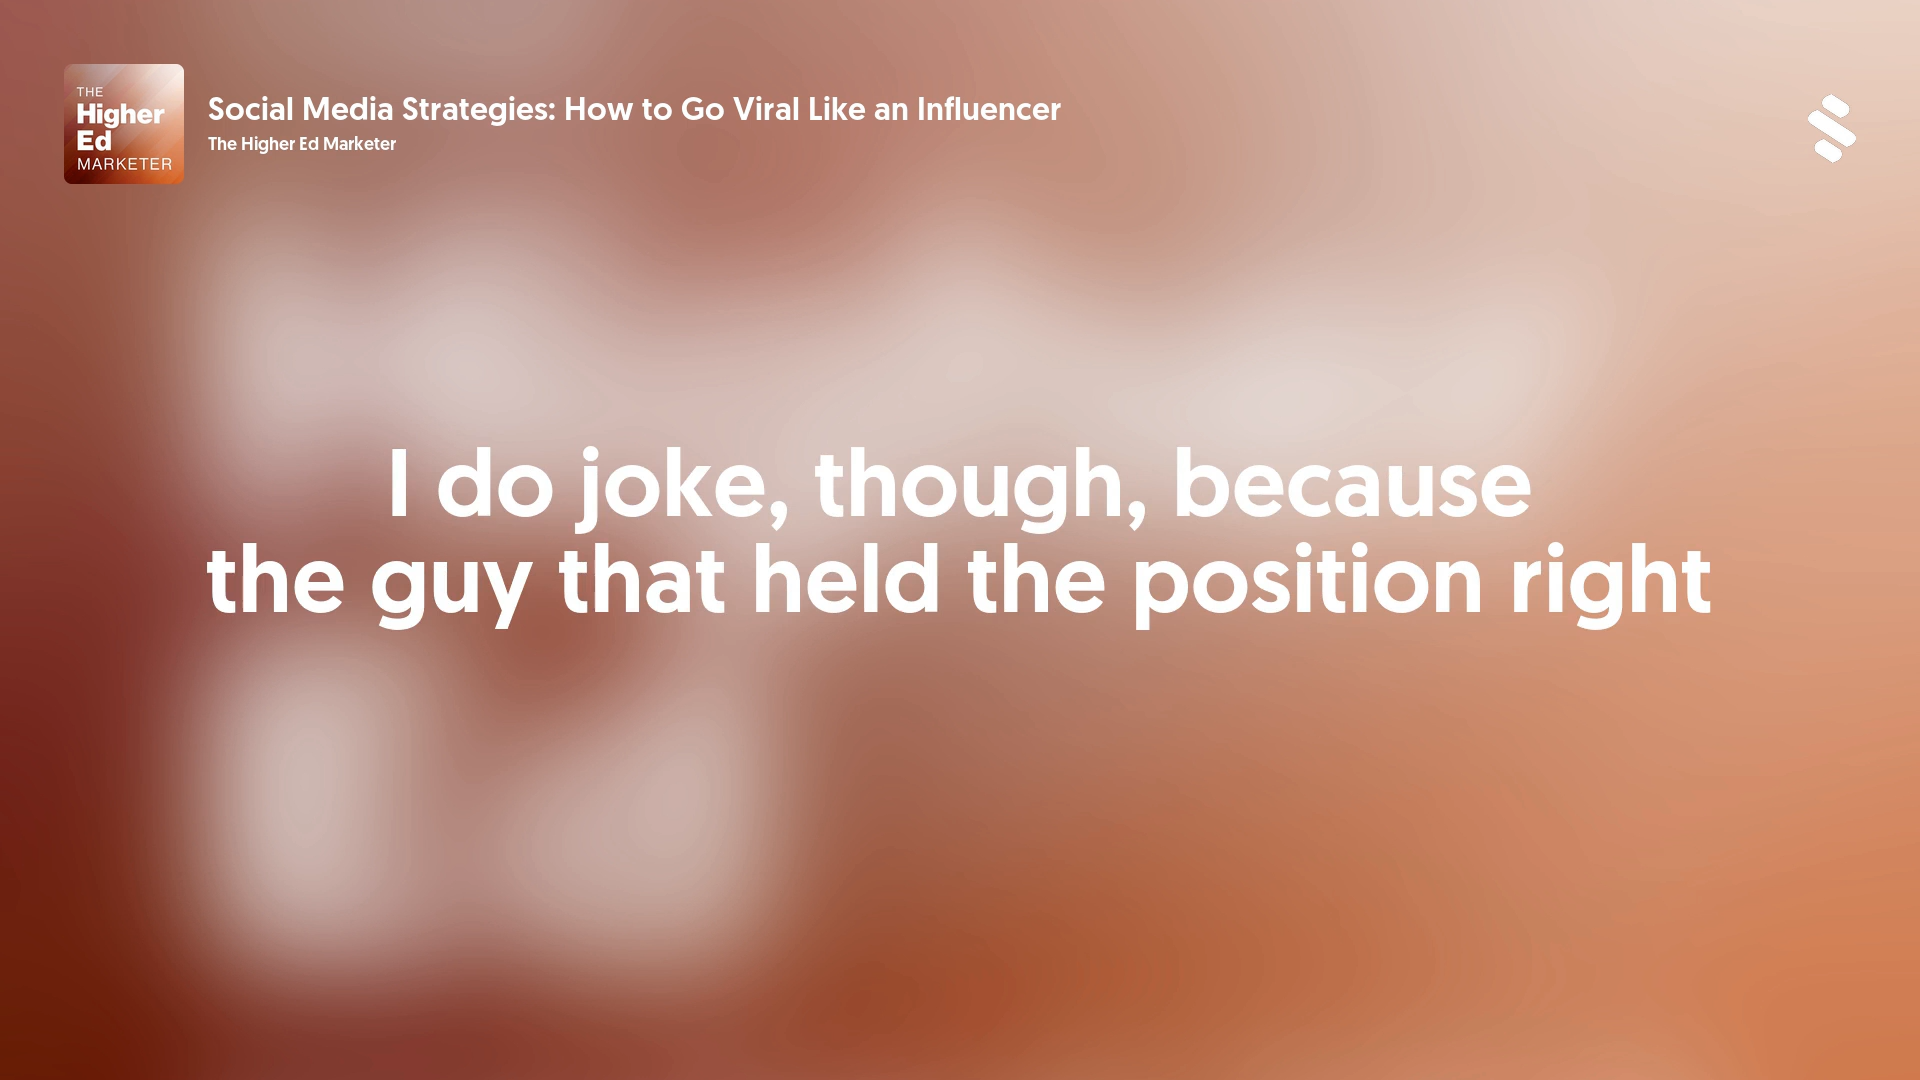 THE
Higher
Ed
MARKETER
Social Media Strategies: How to Go Viral Like an Influencer
The Higher Ed Marketer
I do joke, though, because
the guy that held the position right